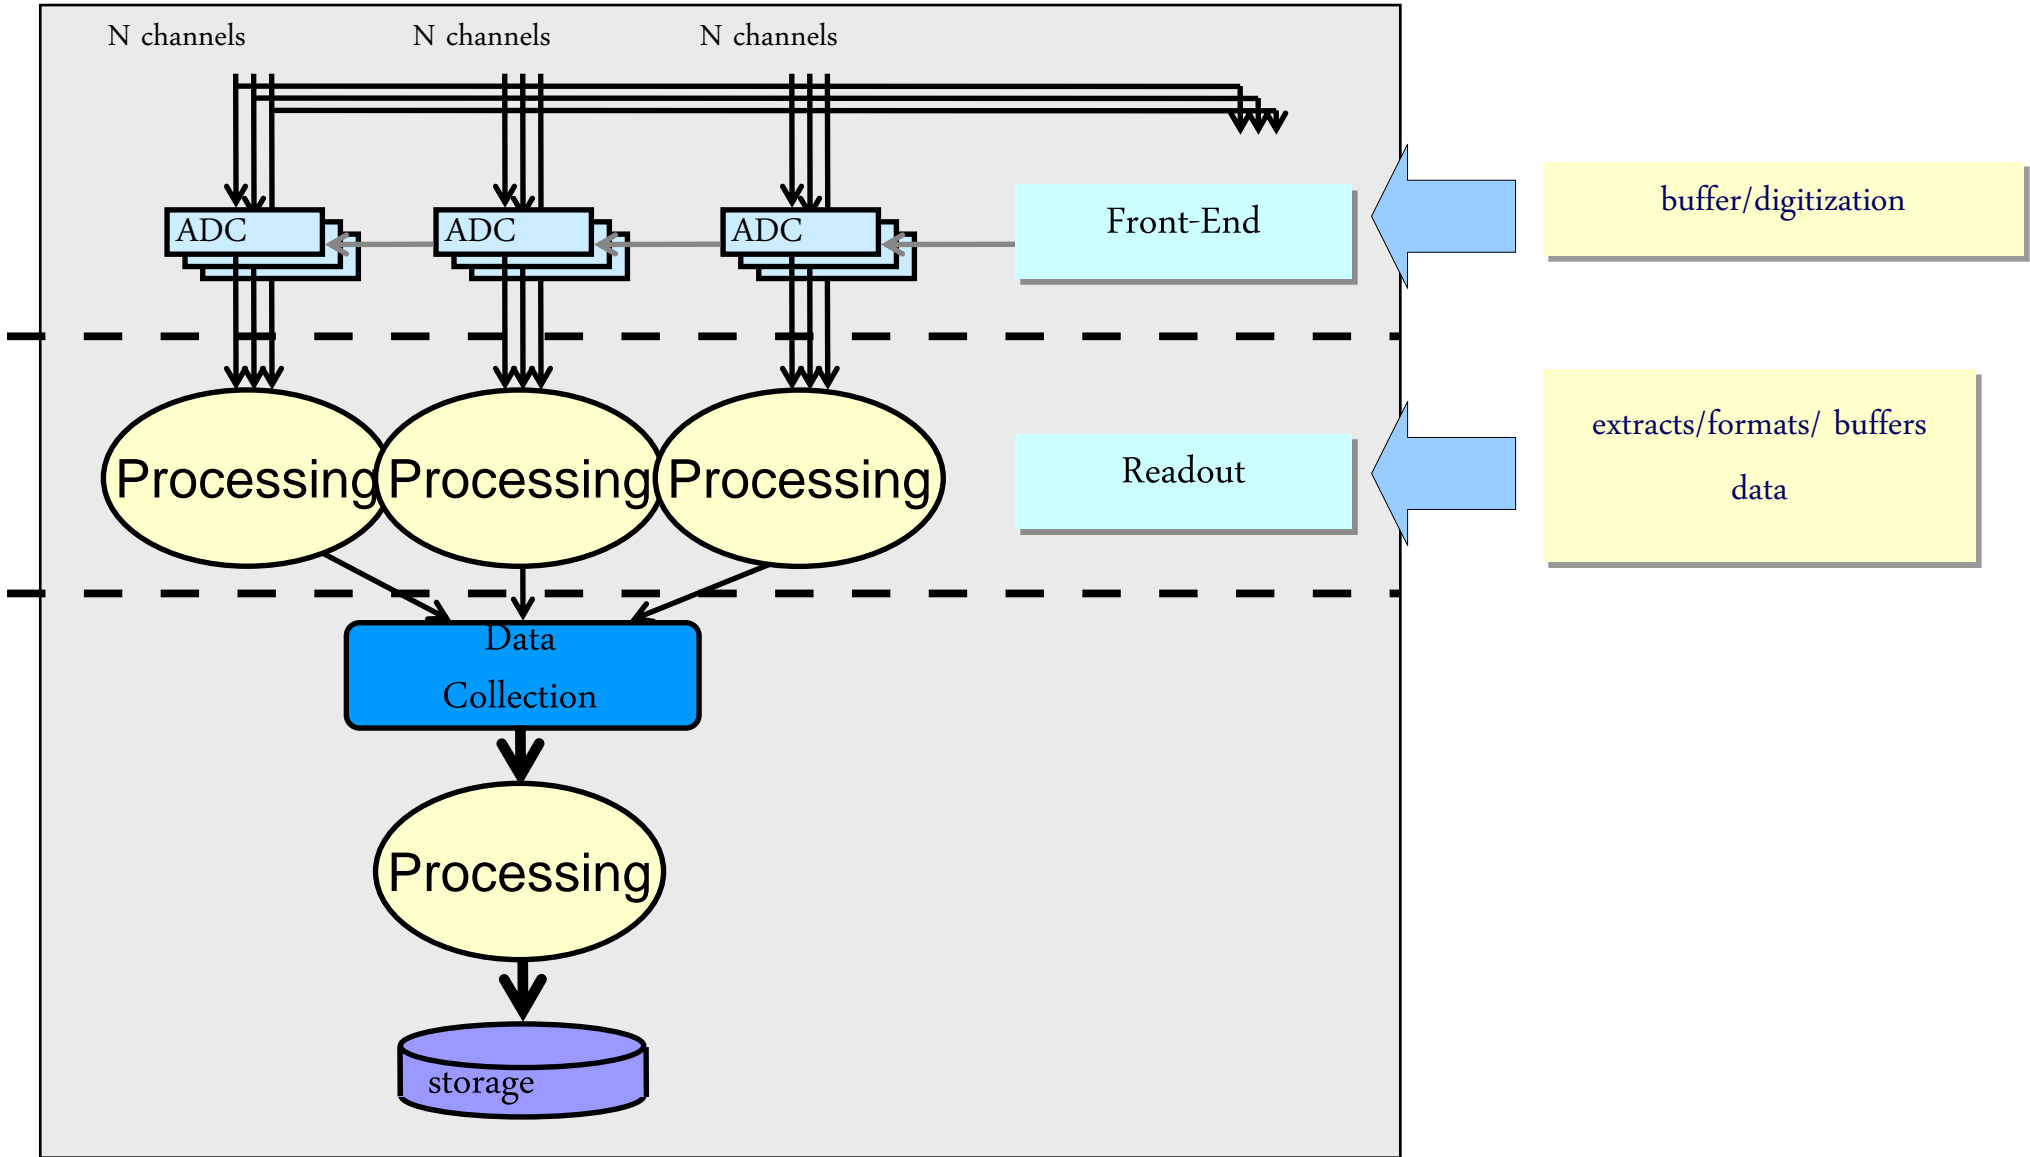 N channels
N channels
N channels
ADC
ADC
ADC
Front-End
buffer/digitization
Processing
Processing
Processing
Readout
extracts/formats/ buffers
data
Data
Collection
Processing
storage